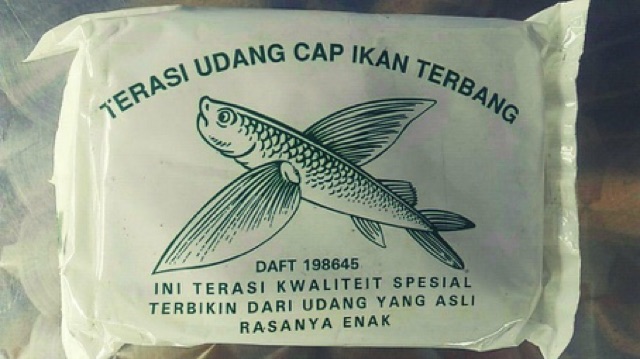 TERASI UDANG CAP IKAN TERBANG
DAFT 198645
INI TERASI KWALITEIT SPESIAL
TERBIKIN DARI UDANG YANG ASLI
RASANYA ENAK